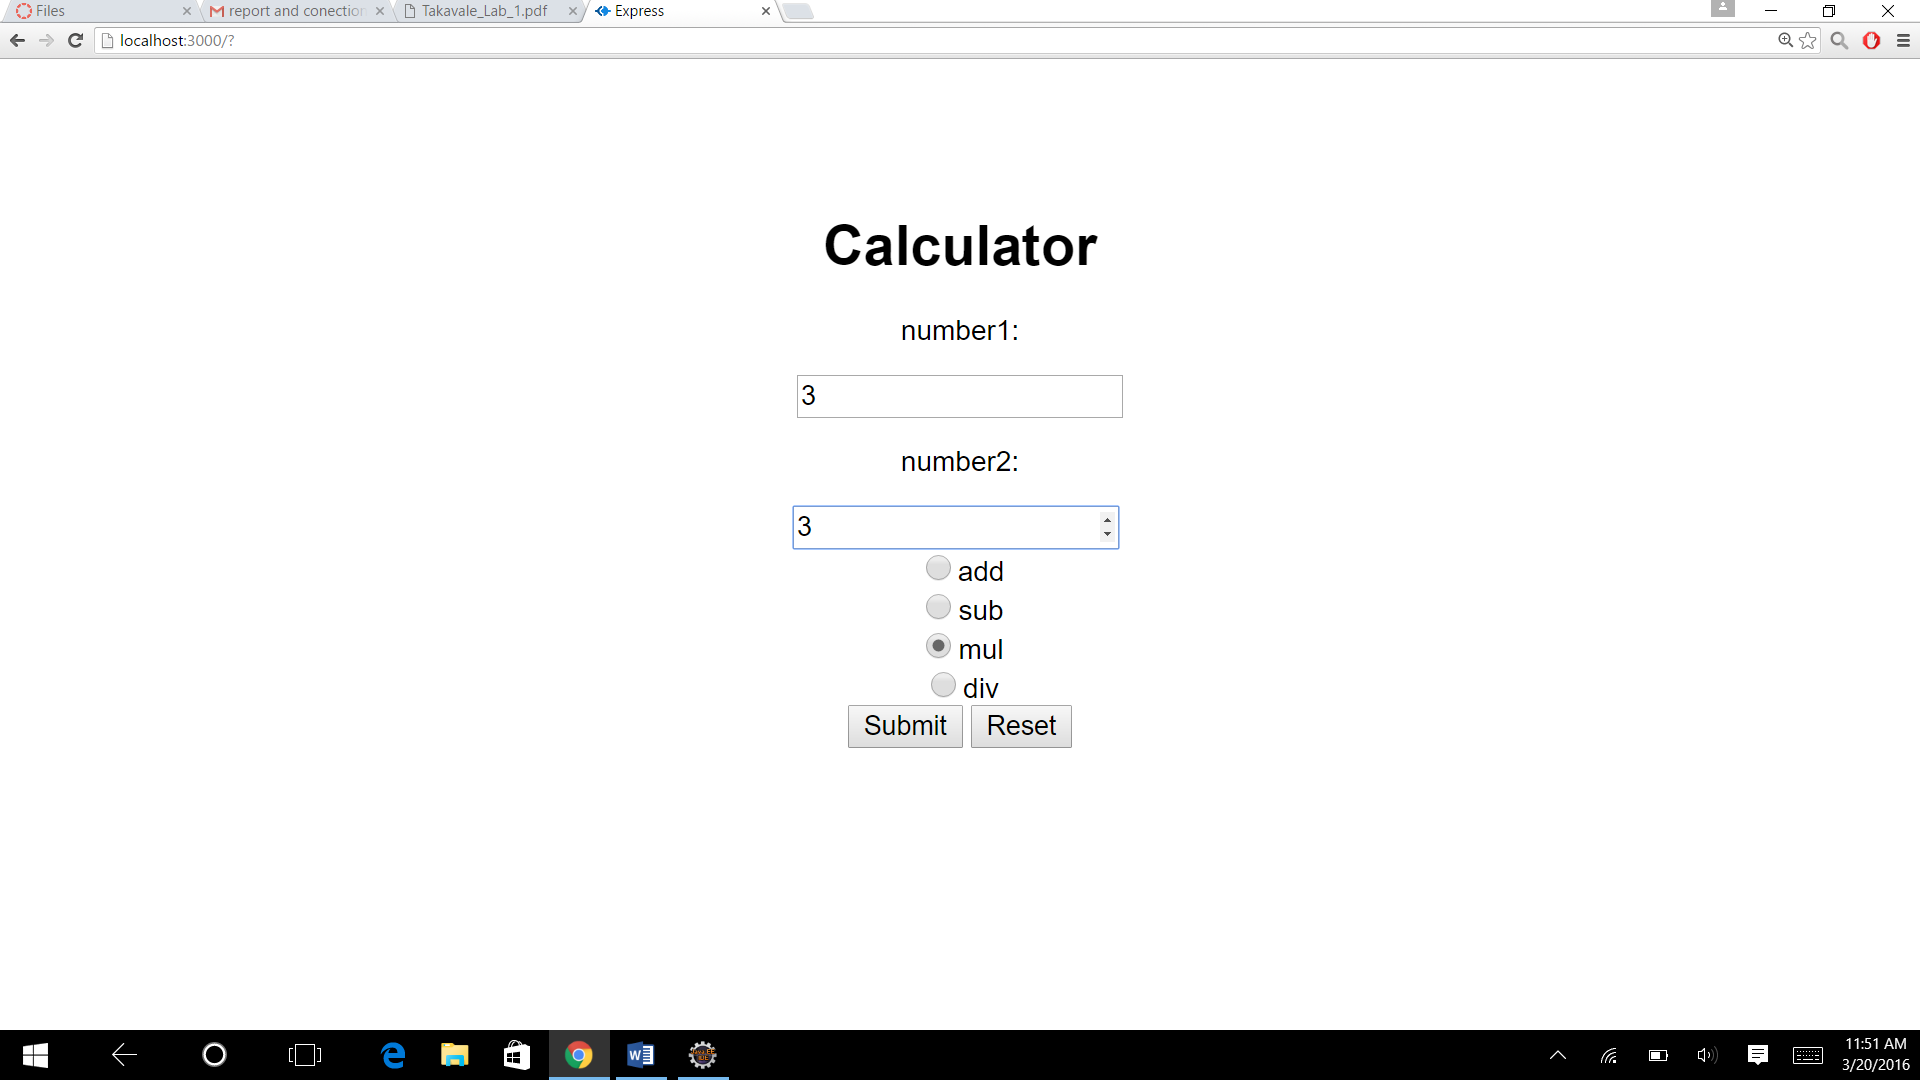 Files
report and conection
Takavale_Lab_1.pdf
Express
localhost:3000/?
Calculator
number1:
3
number2:
3
add
sub
mul
div
Submit Reset
11:51 AM
3/20/2016